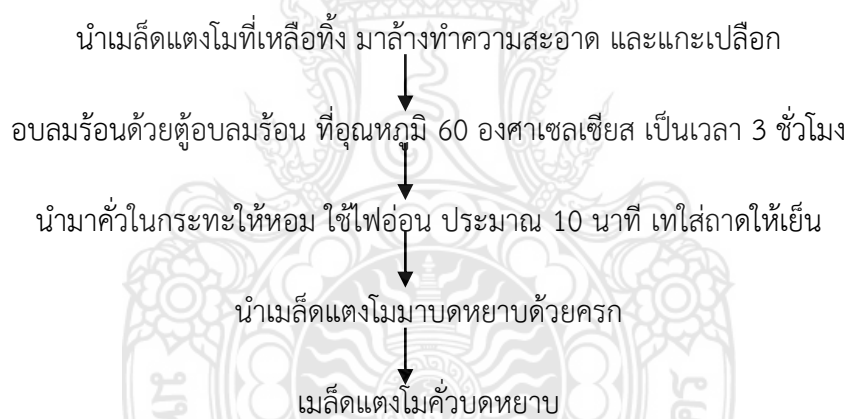 นำเมล็ดแตงโมที่เหลือทิ้ง มาล้างทำความสะอาด และแกะเปลือก
อบลมร้อนด้วยตู้อบลมร้อน ที่อุณหภูมิ 60 องศาเซลเซียส เป็นเวลา 3 ชั่วโมง
นำมาคั่วในกระทะให้หอม ใช้ไฟอ่อน ประมาณ 10 นาที เทใส่ถาดให้เย็น
นำเมล็ดแตงโมมาบดหยาบด้วยครก
เมล็ดแตงโมคั่วบดหยาบ